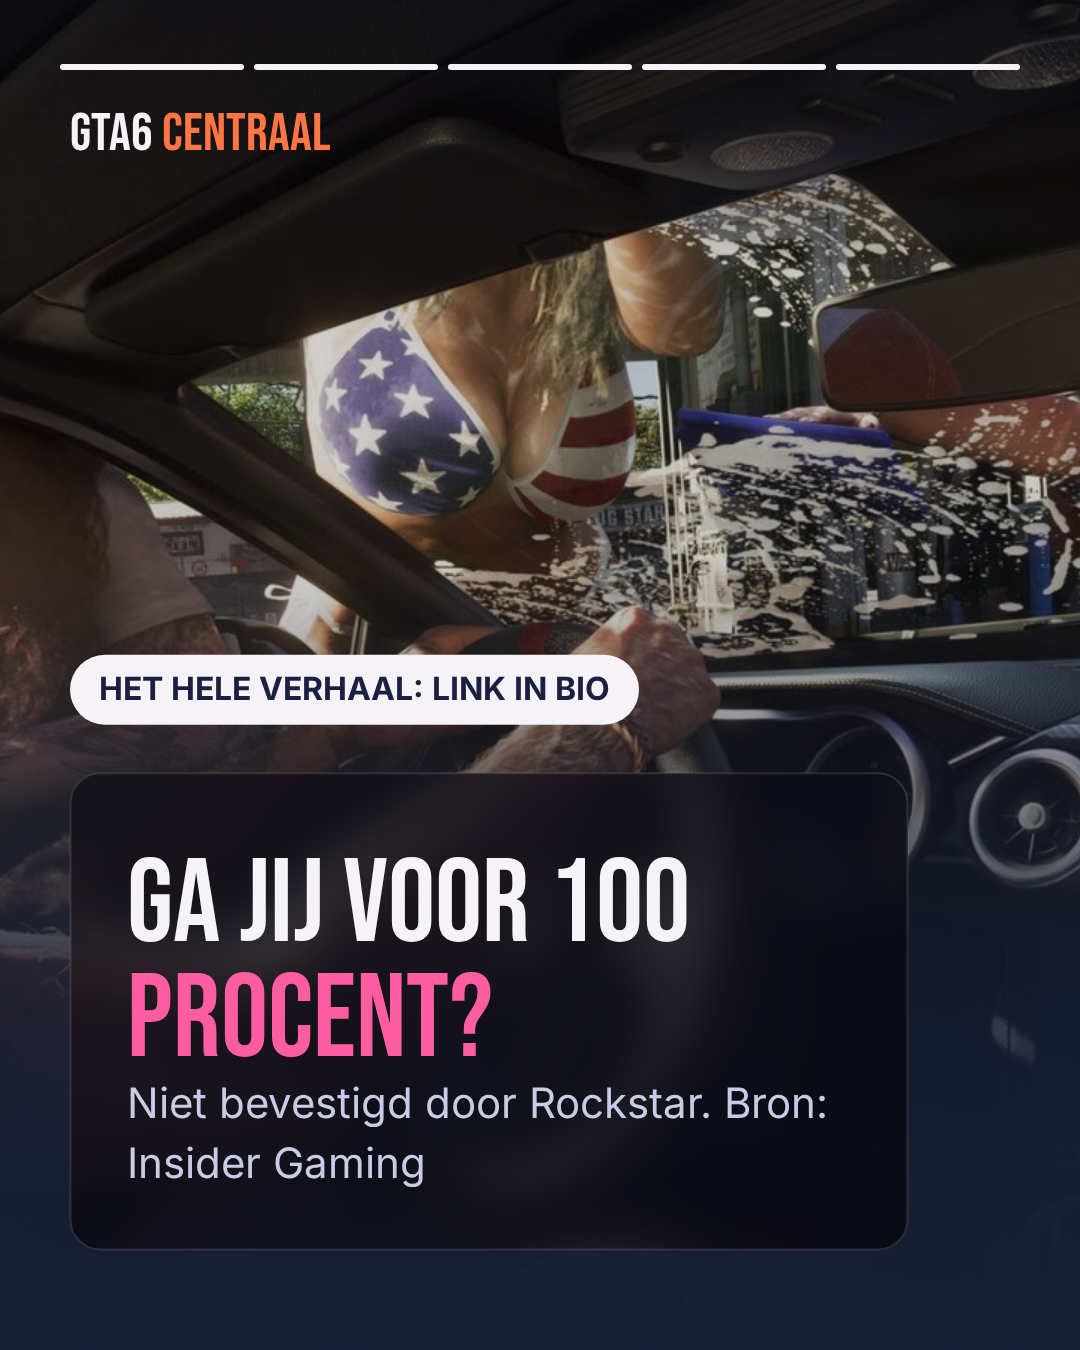 GTA6 CENTRAAL
HET HELE VERHAAL: LINK IN BIO
GA JIJ VOOR 100
PROCENT?
Niet bevestigd door Rockstar. Bron:
Insider Gaming